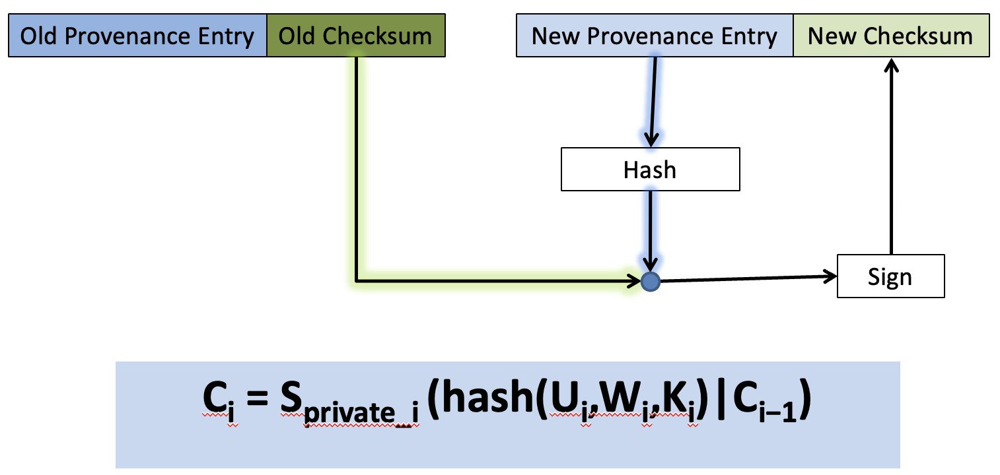 Old Provenance Entry Old Checksum New Provenance Entry New Checksum
Hash
Sign
Cᵢ = Sₚᵣᵢᵥₐₜₑ_ᵢ (hash(Uᵢ,Wᵢ,Kᵢ)|Cᵢ₋₁)